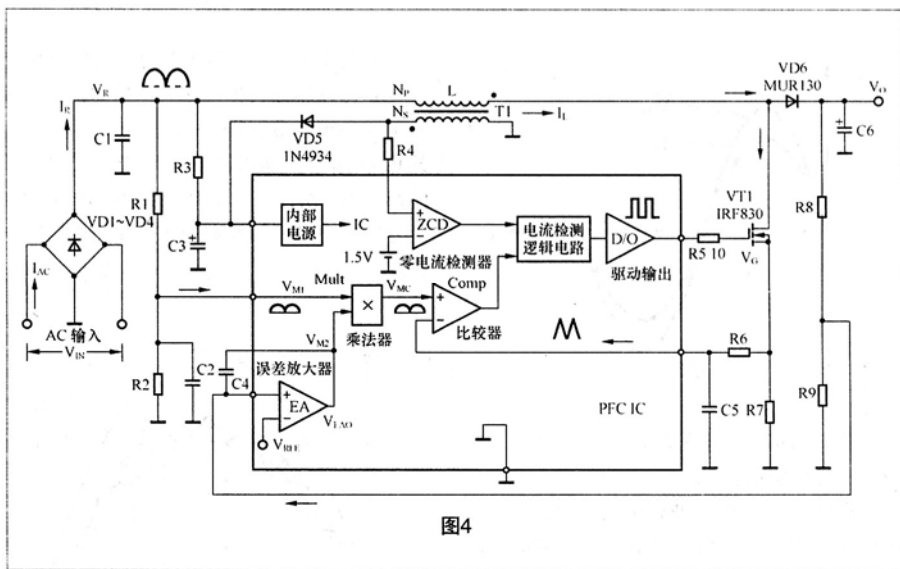 VD6
MUR130
V_R
N_P
L
V_O
I_R
N_S
T1
I_L
C1
VD5
1N4934
C6
R3
R4
R1
VT1
IRF830
R8
VD1~VD4
内部
电源
IC
ZCD
电流检测
逻辑电路
D/O
C3
1.5V
零电流检测器
驱动输出
R5 10
V_G
I_AC
Mult
V_M1
V_MC
Comp
×
AC 输入
V_IN
乘法器
比较器
V_M2
R6
R2
C2
C4
误差放大器
EA
V_EAO
V_REF
PFC IC
C5
R7
R9
图4